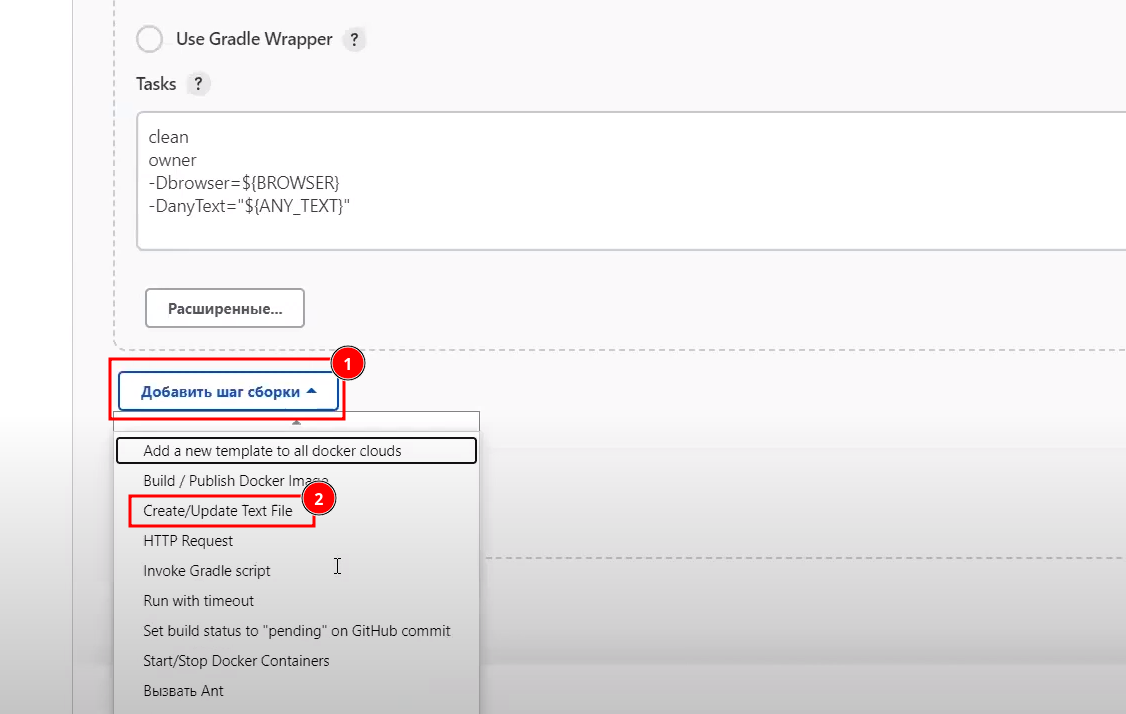 Use Gradle Wrapper ?
Tasks ?
clean
owner
-Dbrowser=${BROWSER}
-DanyText="${ANY_TEXT}"
Расширенные...
1
Добавить шаг сборки
Add a new template to all docker clouds
Build / Publish Docker Image
2
Create/Update Text File
HTTP Request
Invoke Gradle script
Run with timeout
Set build status to "pending" on GitHub commit
Start/Stop Docker Containers
Вызвать Ant